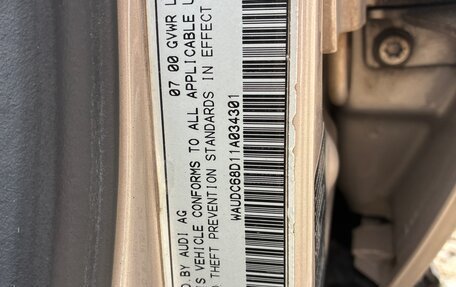 D BY AUDI AG 07 00 GVWR L
S VEHICLE CONFORMS TO ALL APPLICABLE U
THEFT PREVENTION STANDARDS IN EFFECT
WAUDC68D11A034301